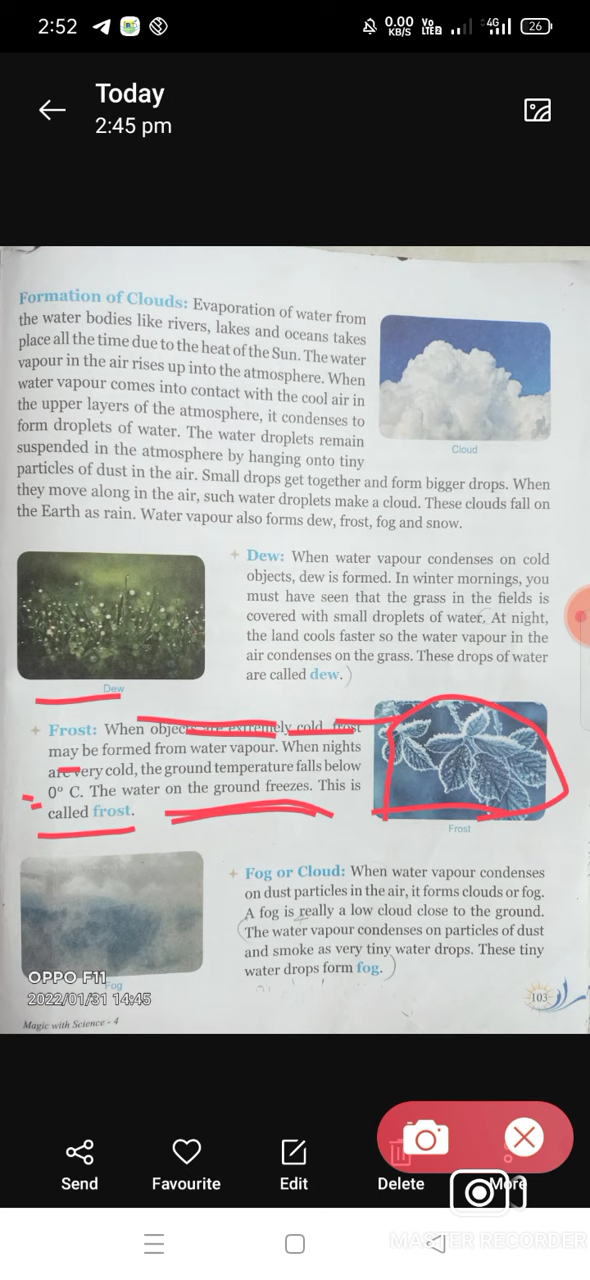 2:52
0.00
KB/S
Vo
LTE2
4G
26
Today
2:45 pm
Formation of Clouds: Evaporation of water from
the water bodies like rivers, lakes and oceans takes
place all the time due to the heat of the Sun. The water
vapour in the air rises up into the atmosphere. When
water vapour comes into contact with the cool air in
the upper layers of the atmosphere, it condenses to
form droplets of water. The water droplets remain
suspended in the atmosphere by hanging onto tiny
particles of dust in the air. Small drops get together and form bigger drops. When
they move along in the air, such water droplets make a cloud. These clouds fall on
the Earth as rain. Water vapour also forms dew, frost, fog and snow.
Cloud
Dew: When water vapour condenses on cold
objects, dew is formed. In winter mornings, you
must have seen that the grass in the fields is
covered with small droplets of water. At night,
the land cools faster so the water vapour in the
air condenses on the grass. These drops of water
are called dew.
Dew
Frost: When objects are extremely cold, frost
may be formed from water vapour. When nights
are very cold, the ground temperature falls below
0° C. The water on the ground freezes. This is
called frost.
Frost
Fog or Cloud: When water vapour condenses
on dust particles in the air, it forms clouds or fog.
A fog is really a low cloud close to the ground.
The water vapour condenses on particles of dust
and smoke as very tiny water drops. These tiny
water drops form fog.
Fog
OPPO F11
2022/01/31 14:45
103
Magic with Science - 4
Send
Favourite
Edit
Delete
More
MASTER RECORDER